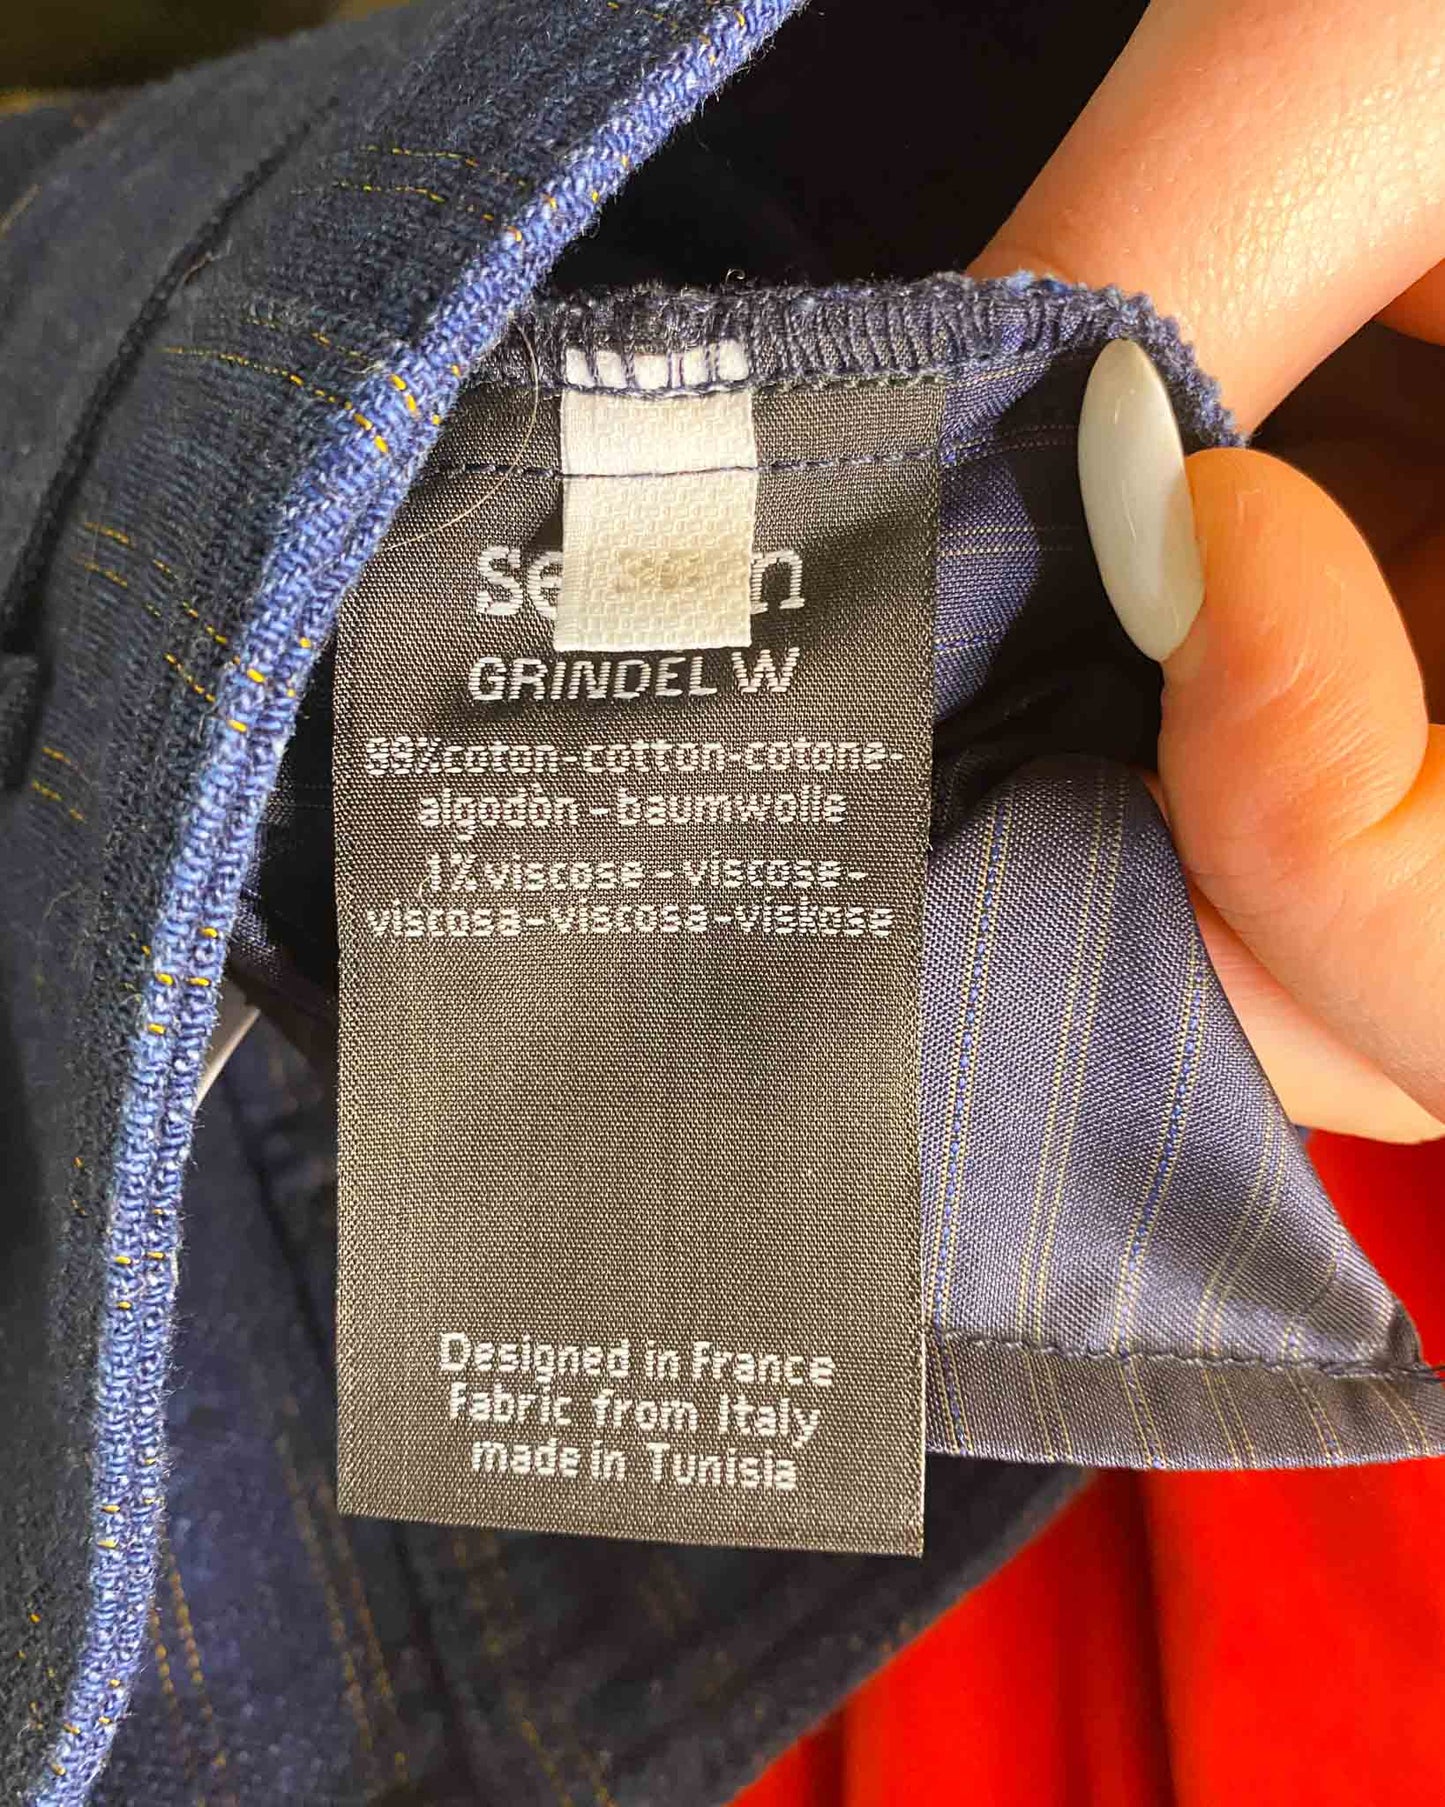 GRINDEL W
99% coton - cotton - cotone -
algodòn - baumwolle
1% viscose - viscose -
viscosa - viscosa - viskose
Designed in France
Fabric from Italy
made in Tunisia